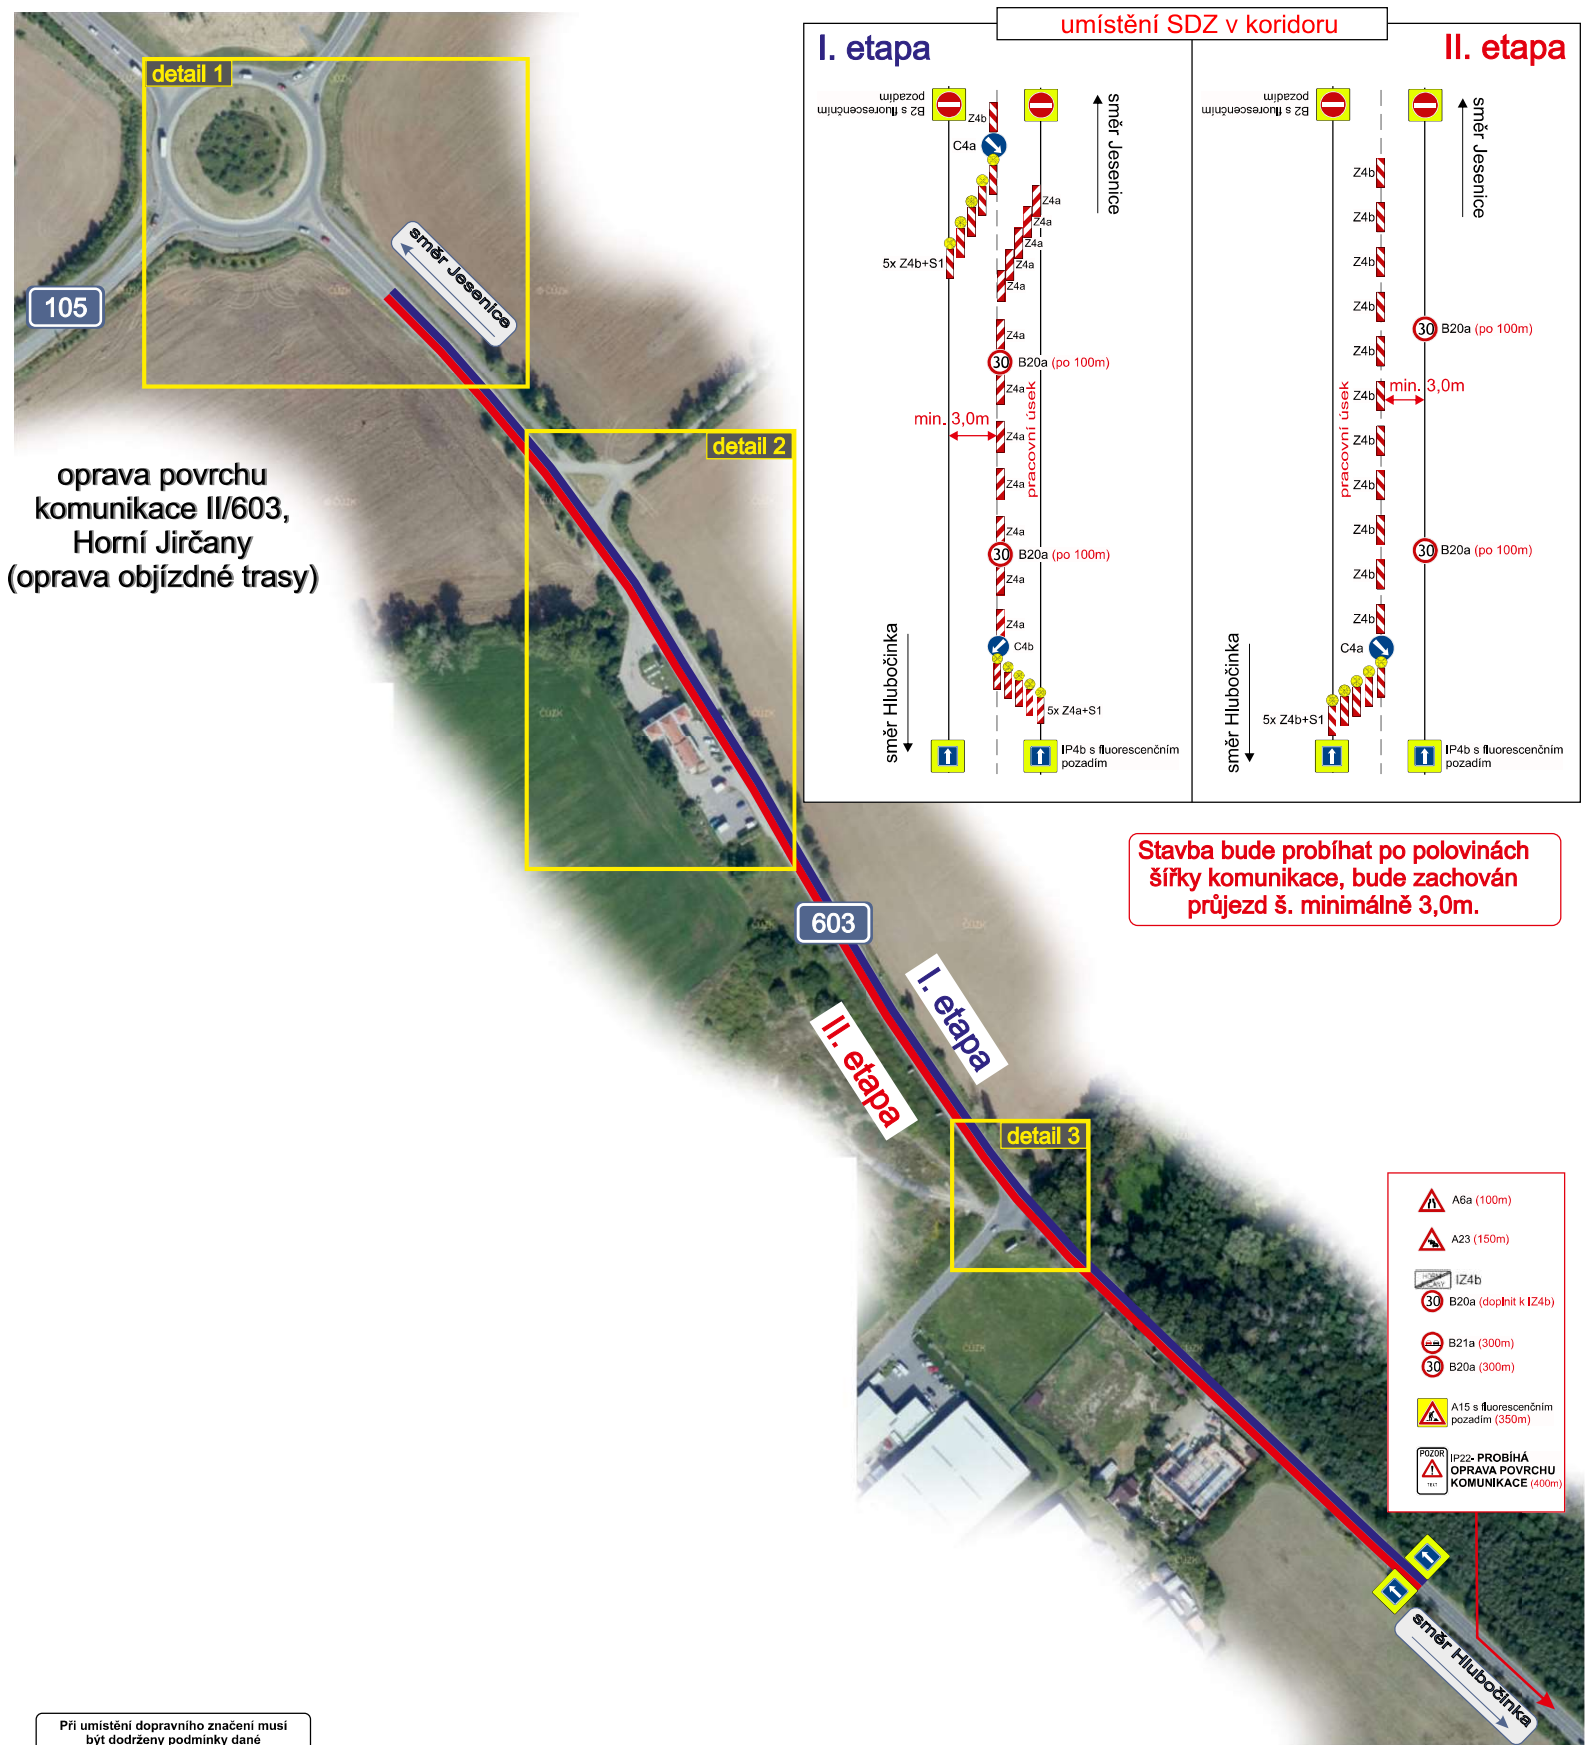 umístění SDZ v koridoru
I. etapa
II. etapa
B2 s fluorescenčním
pozadím
Z4b
C4a
směr Jesenice
5x Z4b+S1
Z4a
Z4a
Z4a
Z4a
Z4a
Z4a
30 B20a (po 100m)
Z4a
min. 3,0m
Z4a
pracovní úsek
Z4a
Z4a
30 B20a (po 100m)
Z4a
Z4a
C4b
směr Hlubočinka
5x Z4a+S1
IP4b s fluorescenčním
pozadím
B2 s fluorescenčním
pozadím
směr Jesenice
Z4b
Z4b
Z4b
Z4b
30 B20a (po 100m)
Z4b
Z4b
min. 3,0m
pracovní úsek
Z4b
Z4b
Z4b
30 B20a (po 100m)
Z4b
Z4b
C4a
směr Hlubočinka
5x Z4b+S1
IP4b s fluorescenčním
pozadím
detail 1
105
směr Jesenice
oprava povrchu
komunikace II/603,
Horní Jirčany
(oprava objízdné trasy)
detail 2
Stavba bude probíhat po polovinách
šířky komunikace, bude zachován
průjezd š. minimálně 3,0m.
603
I. etapa
II. etapa
detail 3
A6a (100m)
A23 (150m)
IZ4b
30 B20a (doplnit k IZ4b)
B21a (300m)
30 B20a (300m)
A15 s fluorescenčním
pozadím (350m)
POZOR
TEXT
IP22- PROBÍHÁ
OPRAVA POVRCHU
KOMUNIKACE (400m)
směr Hlubočinka
Při umístění dopravního značení musí
být dodrženy podmínky dané